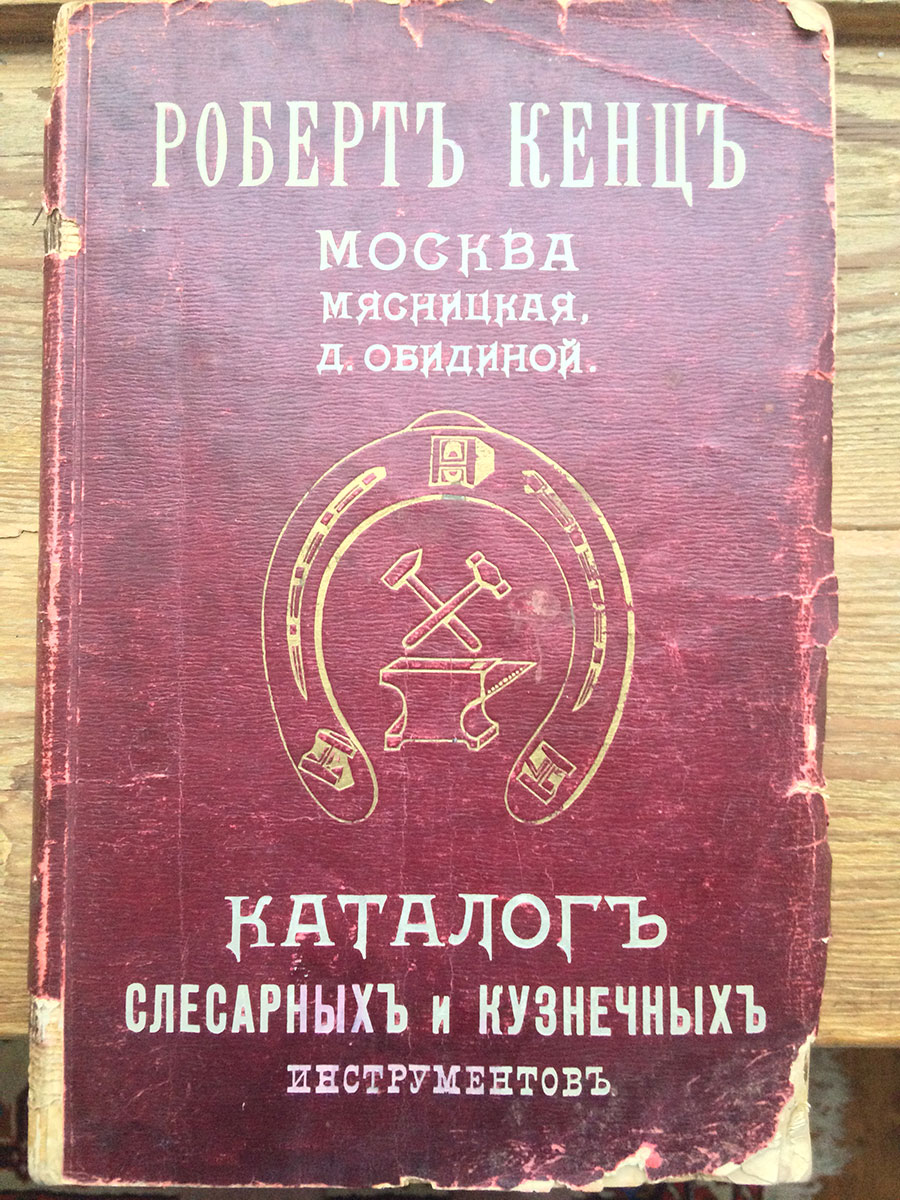 РОБЕРТЪ КЕНЦЪ
МОСКВА
МЯСНИЦКАЯ,
Д. ОБИДИНОЙ.
КАТАЛОГЪ
СЛЕСАРНЫХЪ И КУЗНЕЧНЫХЪ
ИНСТРУМЕНТОВЪ